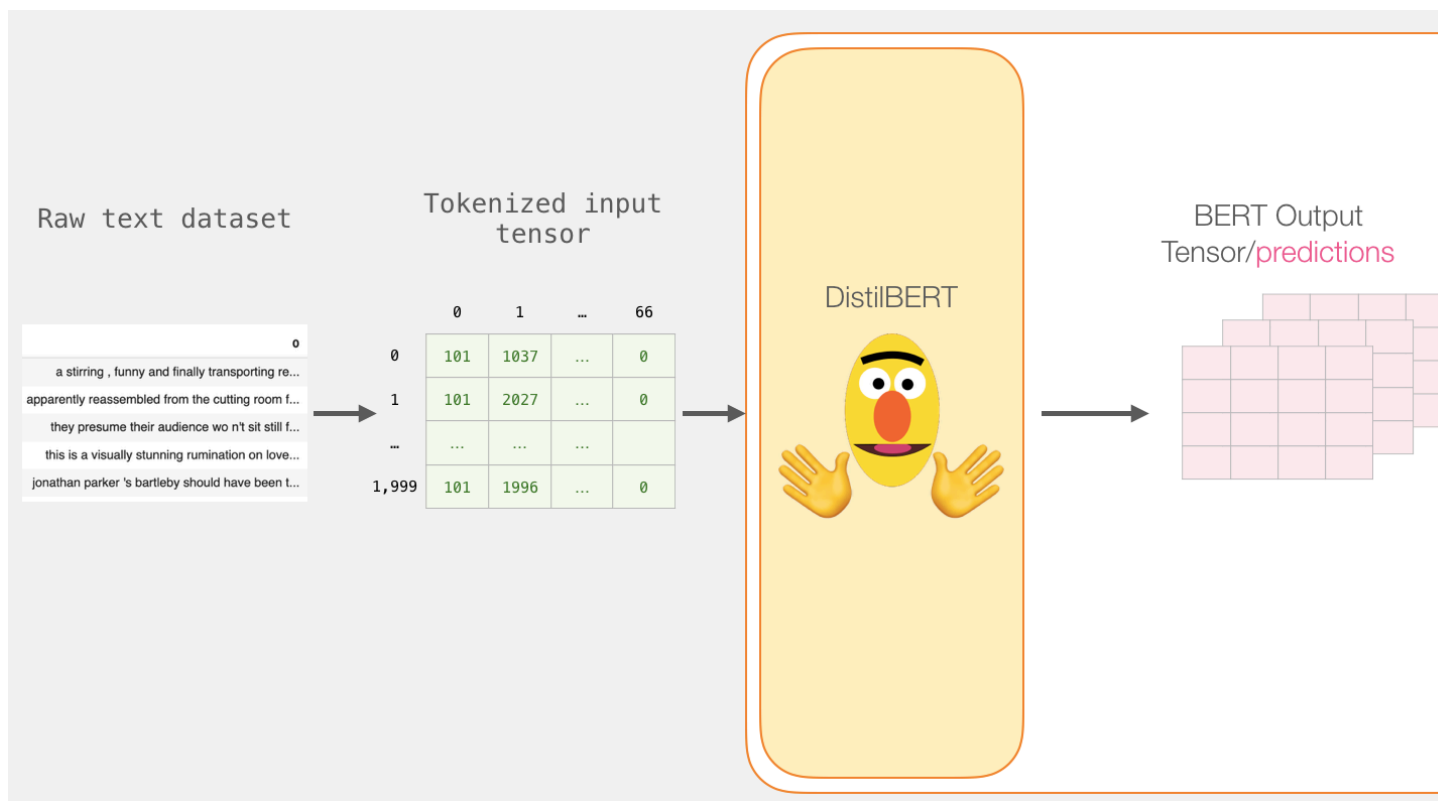 Raw text dataset
Tokenized input
tensor
BERT Output
Tensor/predictions
DistilBERT
0
a stirring , funny and finally transporting re...
apparently reassembled from the cutting room f...
they presume their audience wo n't sit still f...
this is a visually stunning rumination on love...
jonathan parker 's bartleby should have been t...
0 1 … 66
0 101 1037 … 0
1 101 2027 … 0
… … …  …
1,999 101 1996 … 0